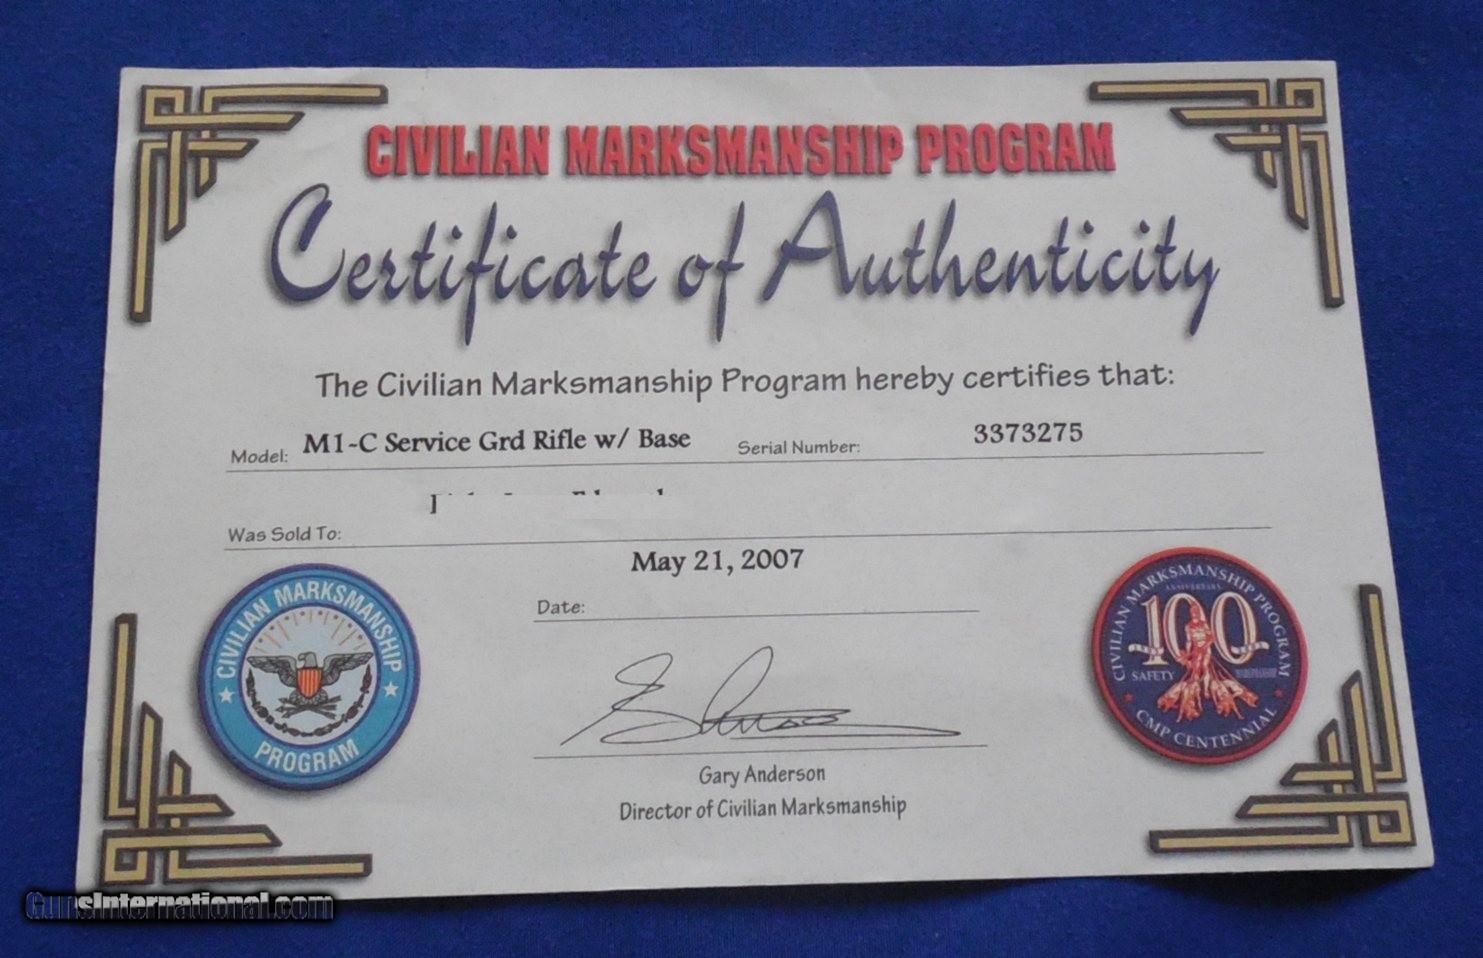 CIVILIAN MARKSMANSHIP PROGRAM
Certificate of Authenticity
The Civilian Marksmanship Program hereby certifies that:
Model: M1-C Service Grd Rifle w/ Base Serial Number: 3373275
Was Sold To:
May 21, 2007
Date:
Gary Anderson
Director of Civilian Marksmanship
CIVILIAN MARKSMANSHIP PROGRAM
CIVILIAN MARKSMANSHIP PROGRAM
ANNIVERSARY
100
SAFETY
CMP CENTENNIAL
GunsInternational.com